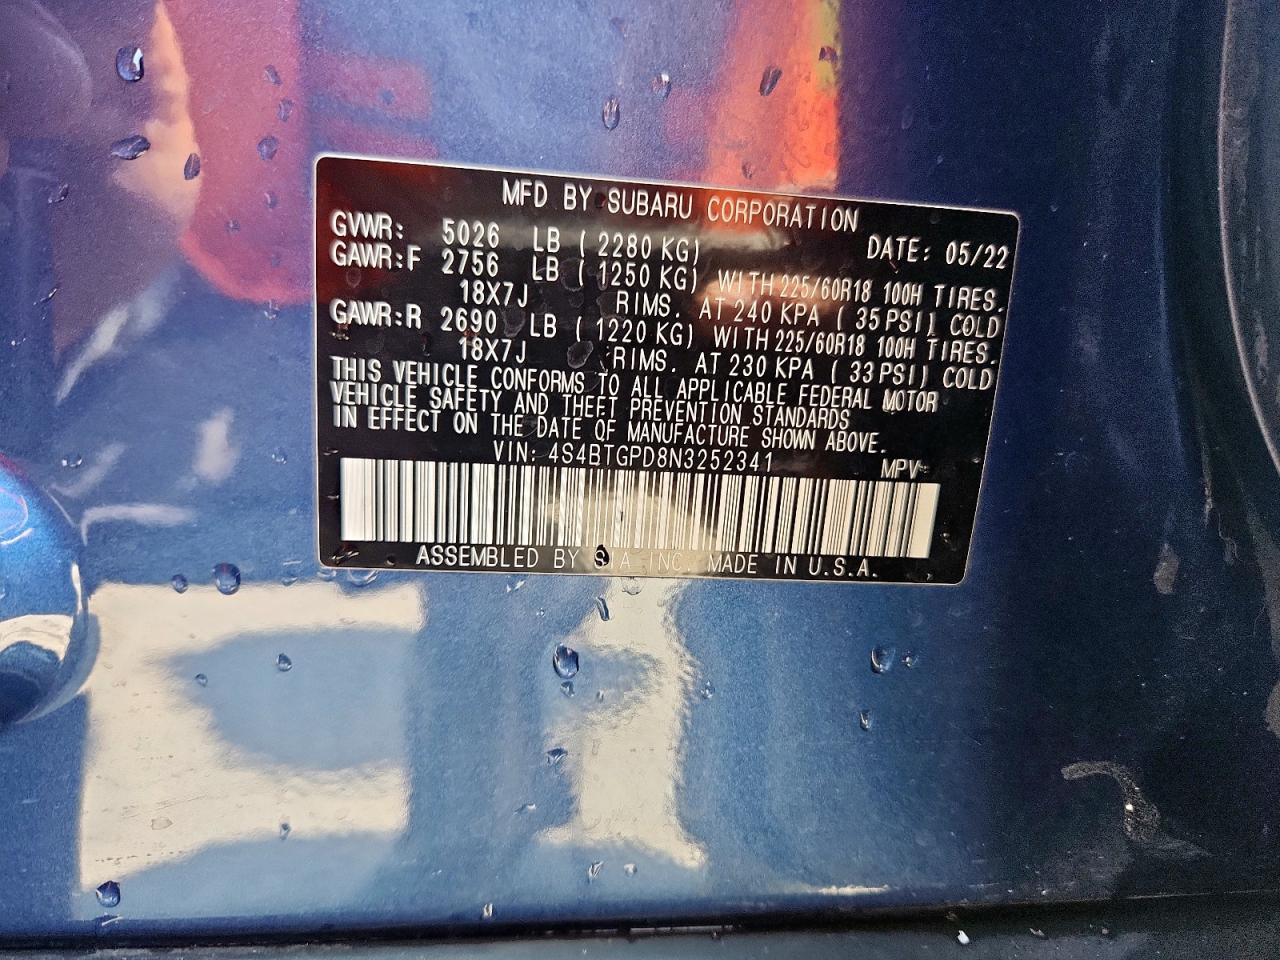 MFD BY SUBARU CORPORATION
GVWR: 5026 LB ( 2280 KG) DATE: 05/22
GAWR:F 2756 LB ( 1250 KG) WITH 225/60R18 100H TIRES.
18X7J RIMS. AT 240 KPA ( 35 PSI) COLD
GAWR:R 2690 LB ( 1220 KG) WITH 225/60R18 100H TIRES.
18X7J RIMS. AT 230 KPA ( 33 PSI) COLD
THIS VEHICLE CONFORMS TO ALL APPLICABLE FEDERAL MOTOR
VEHICLE SAFETY AND THEFT PREVENTION STANDARDS
IN EFFECT ON THE DATE OF MANUFACTURE SHOWN ABOVE.
VIN: 4S4BTGPD8N3252341 MPV
ASSEMBLED BY SIA INC. MADE IN U.S.A.